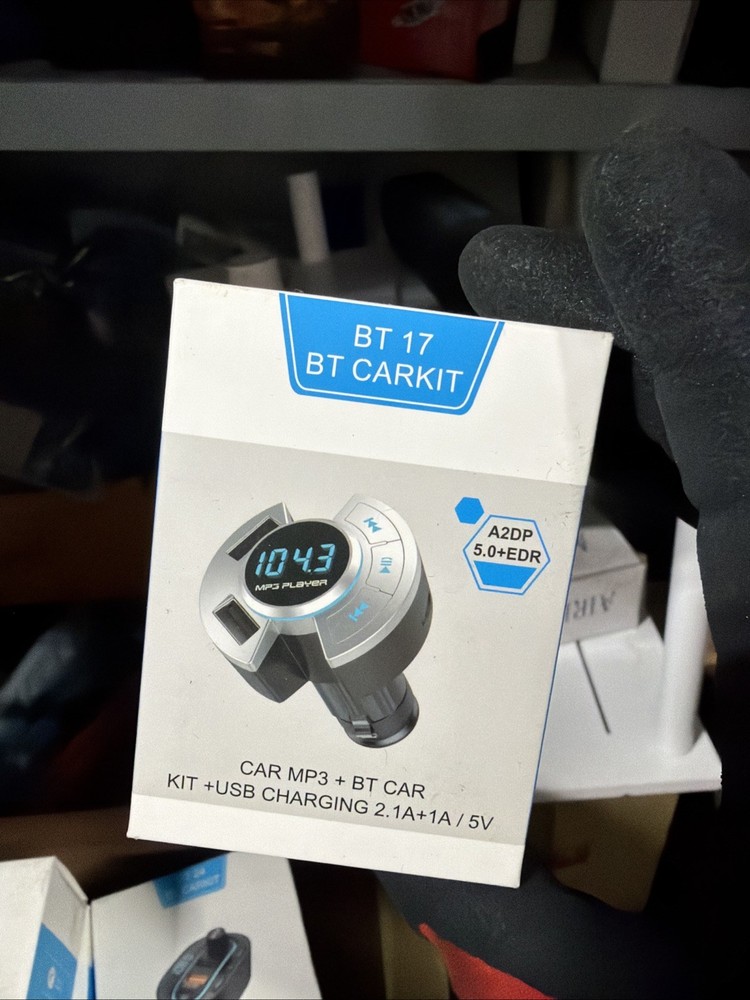 BT 17
BT CARKIT
A2DP
5.0+EDR
104.3
MP3 PLAYER
CAR MP3 + BT CAR
KIT +USB CHARGING 2.1A+1A / 5V
CARKIT